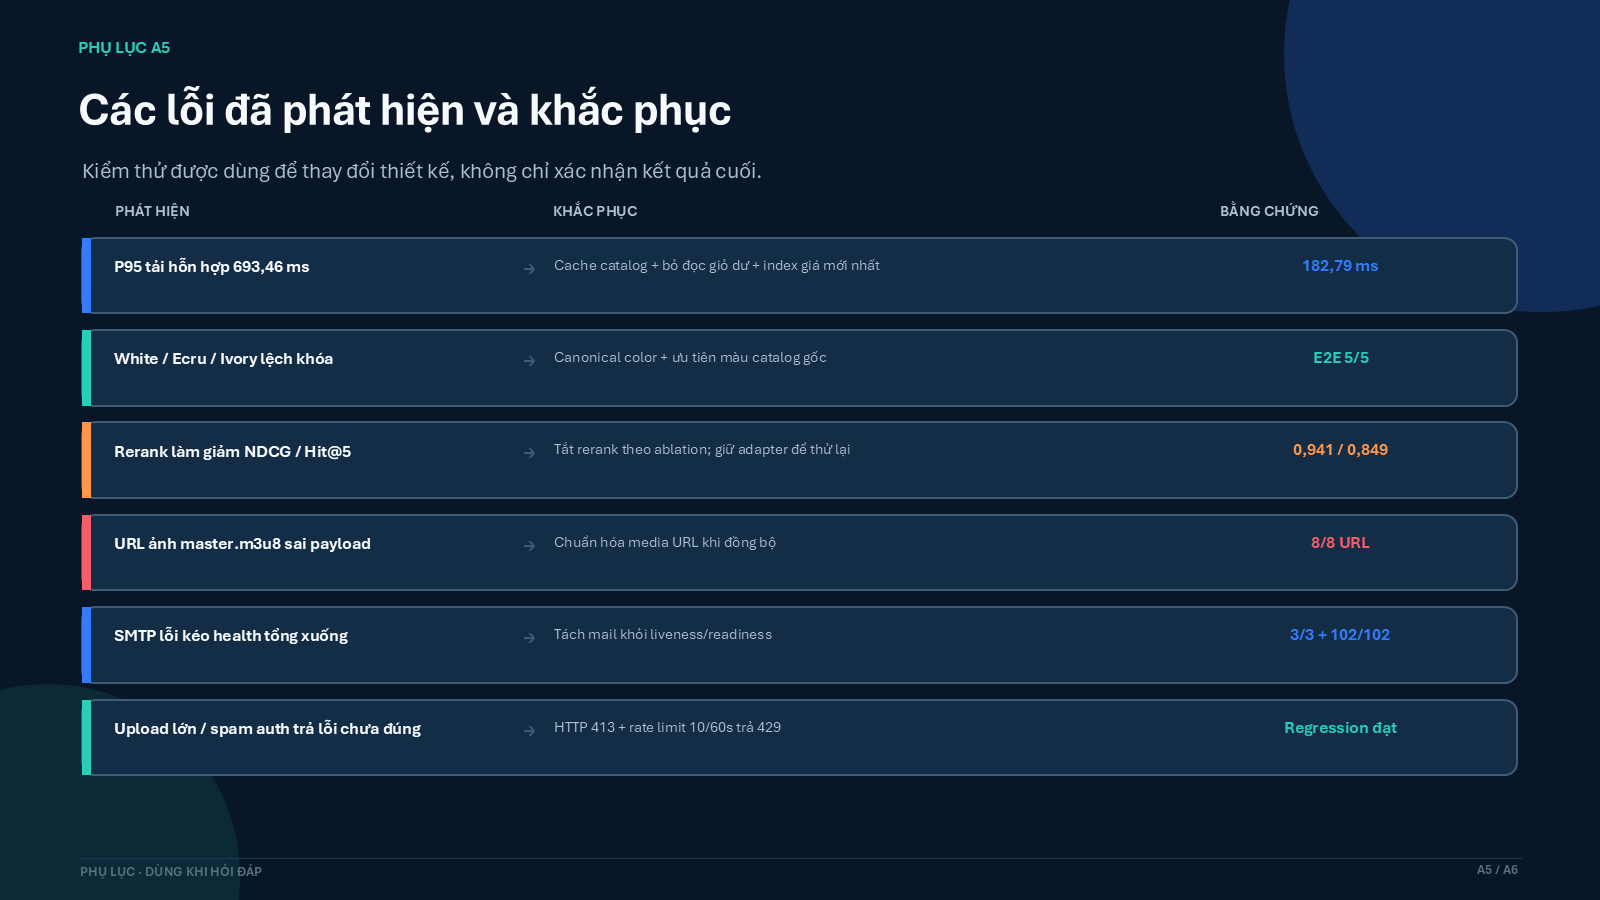 PHỤ LỤC A5
Các lỗi đã phát hiện và khắc phục
Kiểm thử được dùng để thay đổi thiết kế, không chỉ xác nhận kết quả cuối.
PHÁT HIỆN KHẮC PHỤC BẰNG CHỨNG
P95 tải hỗn hợp 693,46 ms → Cache catalog + bỏ đọc giỏ dư + index giá mới nhất 182,79 ms
White / Ecru / Ivory lệch khóa → Canonical color + ưu tiên màu catalog gốc E2E 5/5
Rerank làm giảm NDCG / Hit@5 → Tắt rerank theo ablation; giữ adapter để thử lại 0,941 / 0,849
URL ảnh master.m3u8 sai payload → Chuẩn hóa media URL khi đồng bộ 8/8 URL
SMTP lỗi kéo health tổng xuống → Tách mail khỏi liveness/readiness 3/3 + 102/102
Upload lớn / spam auth trả lỗi chưa đúng → HTTP 413 + rate limit 10/60s trả 429 Regression đạt
PHỤ LỤC · DÙNG KHI HỎI ĐÁP A5 / A6